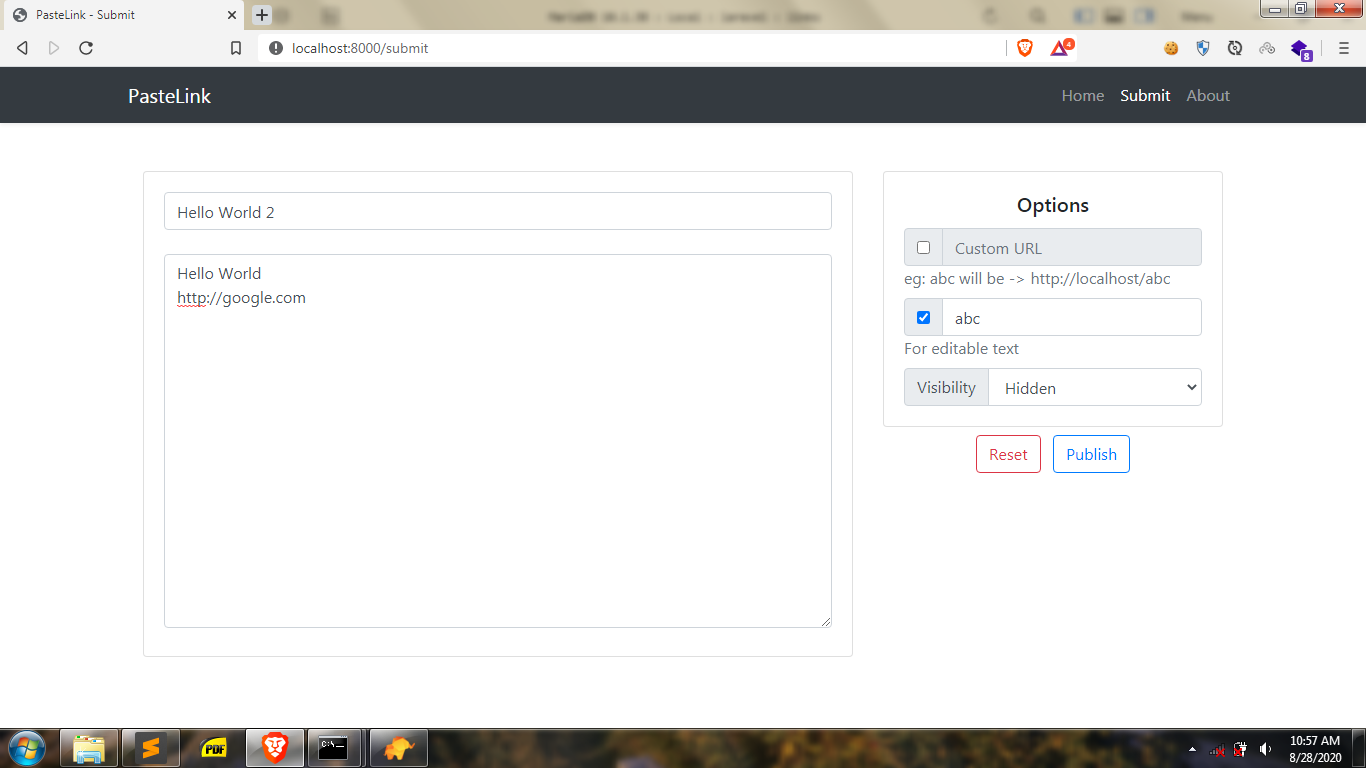 PasteLink - Submit
localhost:8000/submit
4
8
PasteLink
Home Submit About
Hello World 2
Hello World
http://google.com
Options
Custom URL
eg: abc will be -> http://localhost/abc
abc
For editable text
Visibility Hidden
Reset Publish
PDF
C:\
10:57 AM
8/28/2020